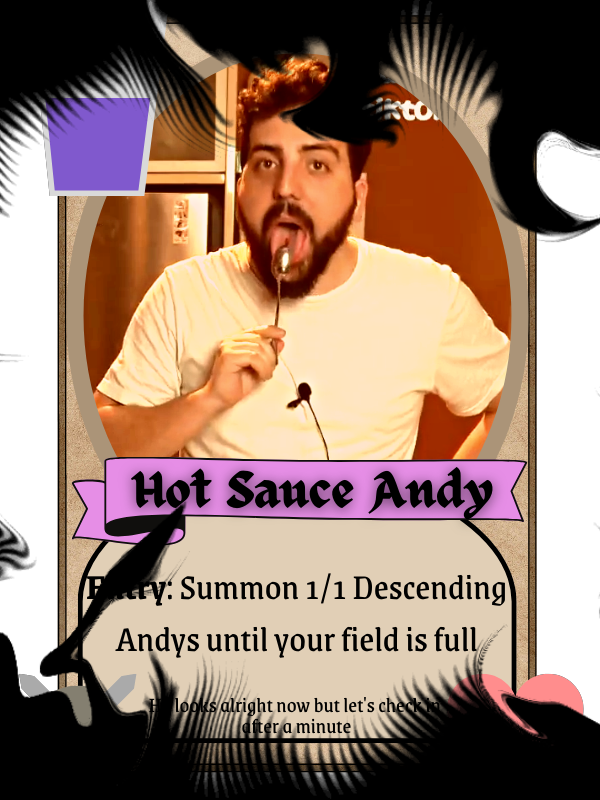 Hot Sauce Andy
Entry: Summon 1/1 Descending
Andys until your field is full
He looks alright now but let's check in
after a minute